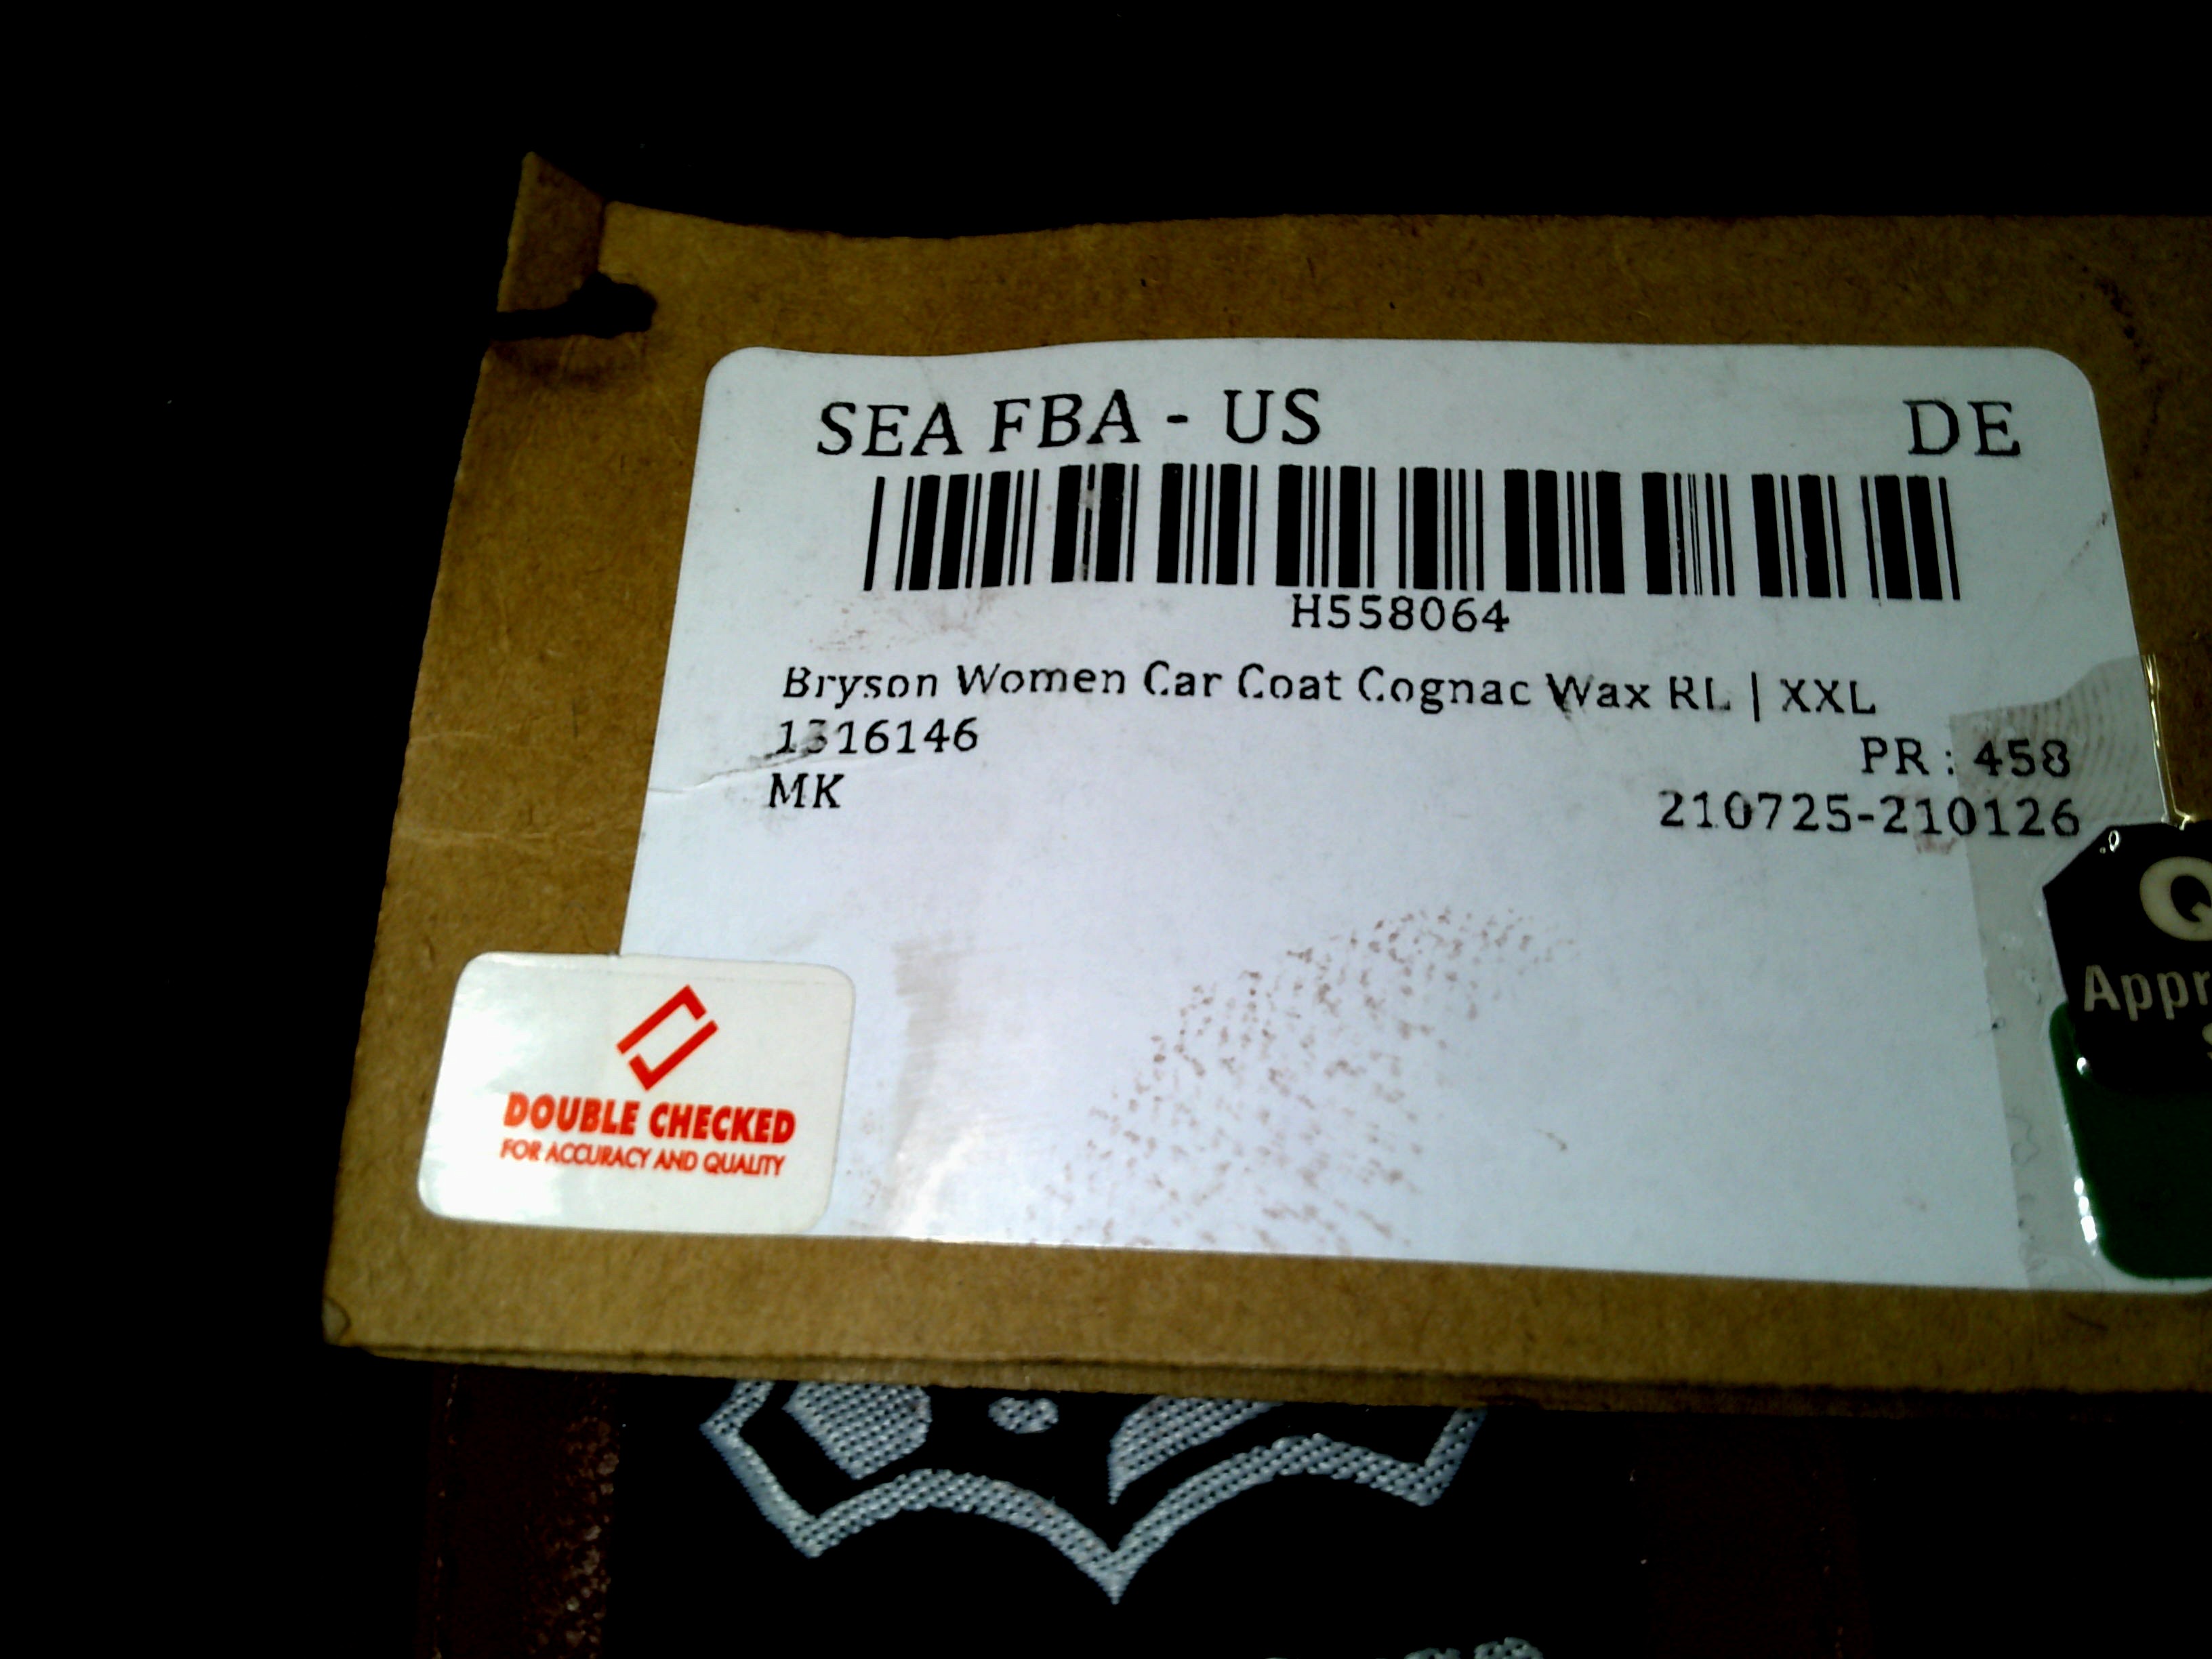 SEA FBA - US DE
H558064
Bryson Women Car Coat Cognac Wax RL | XXL
1316146
PR : 458
MK
210725-210126
DOUBLE CHECKED
FOR ACCURACY AND QUALITY